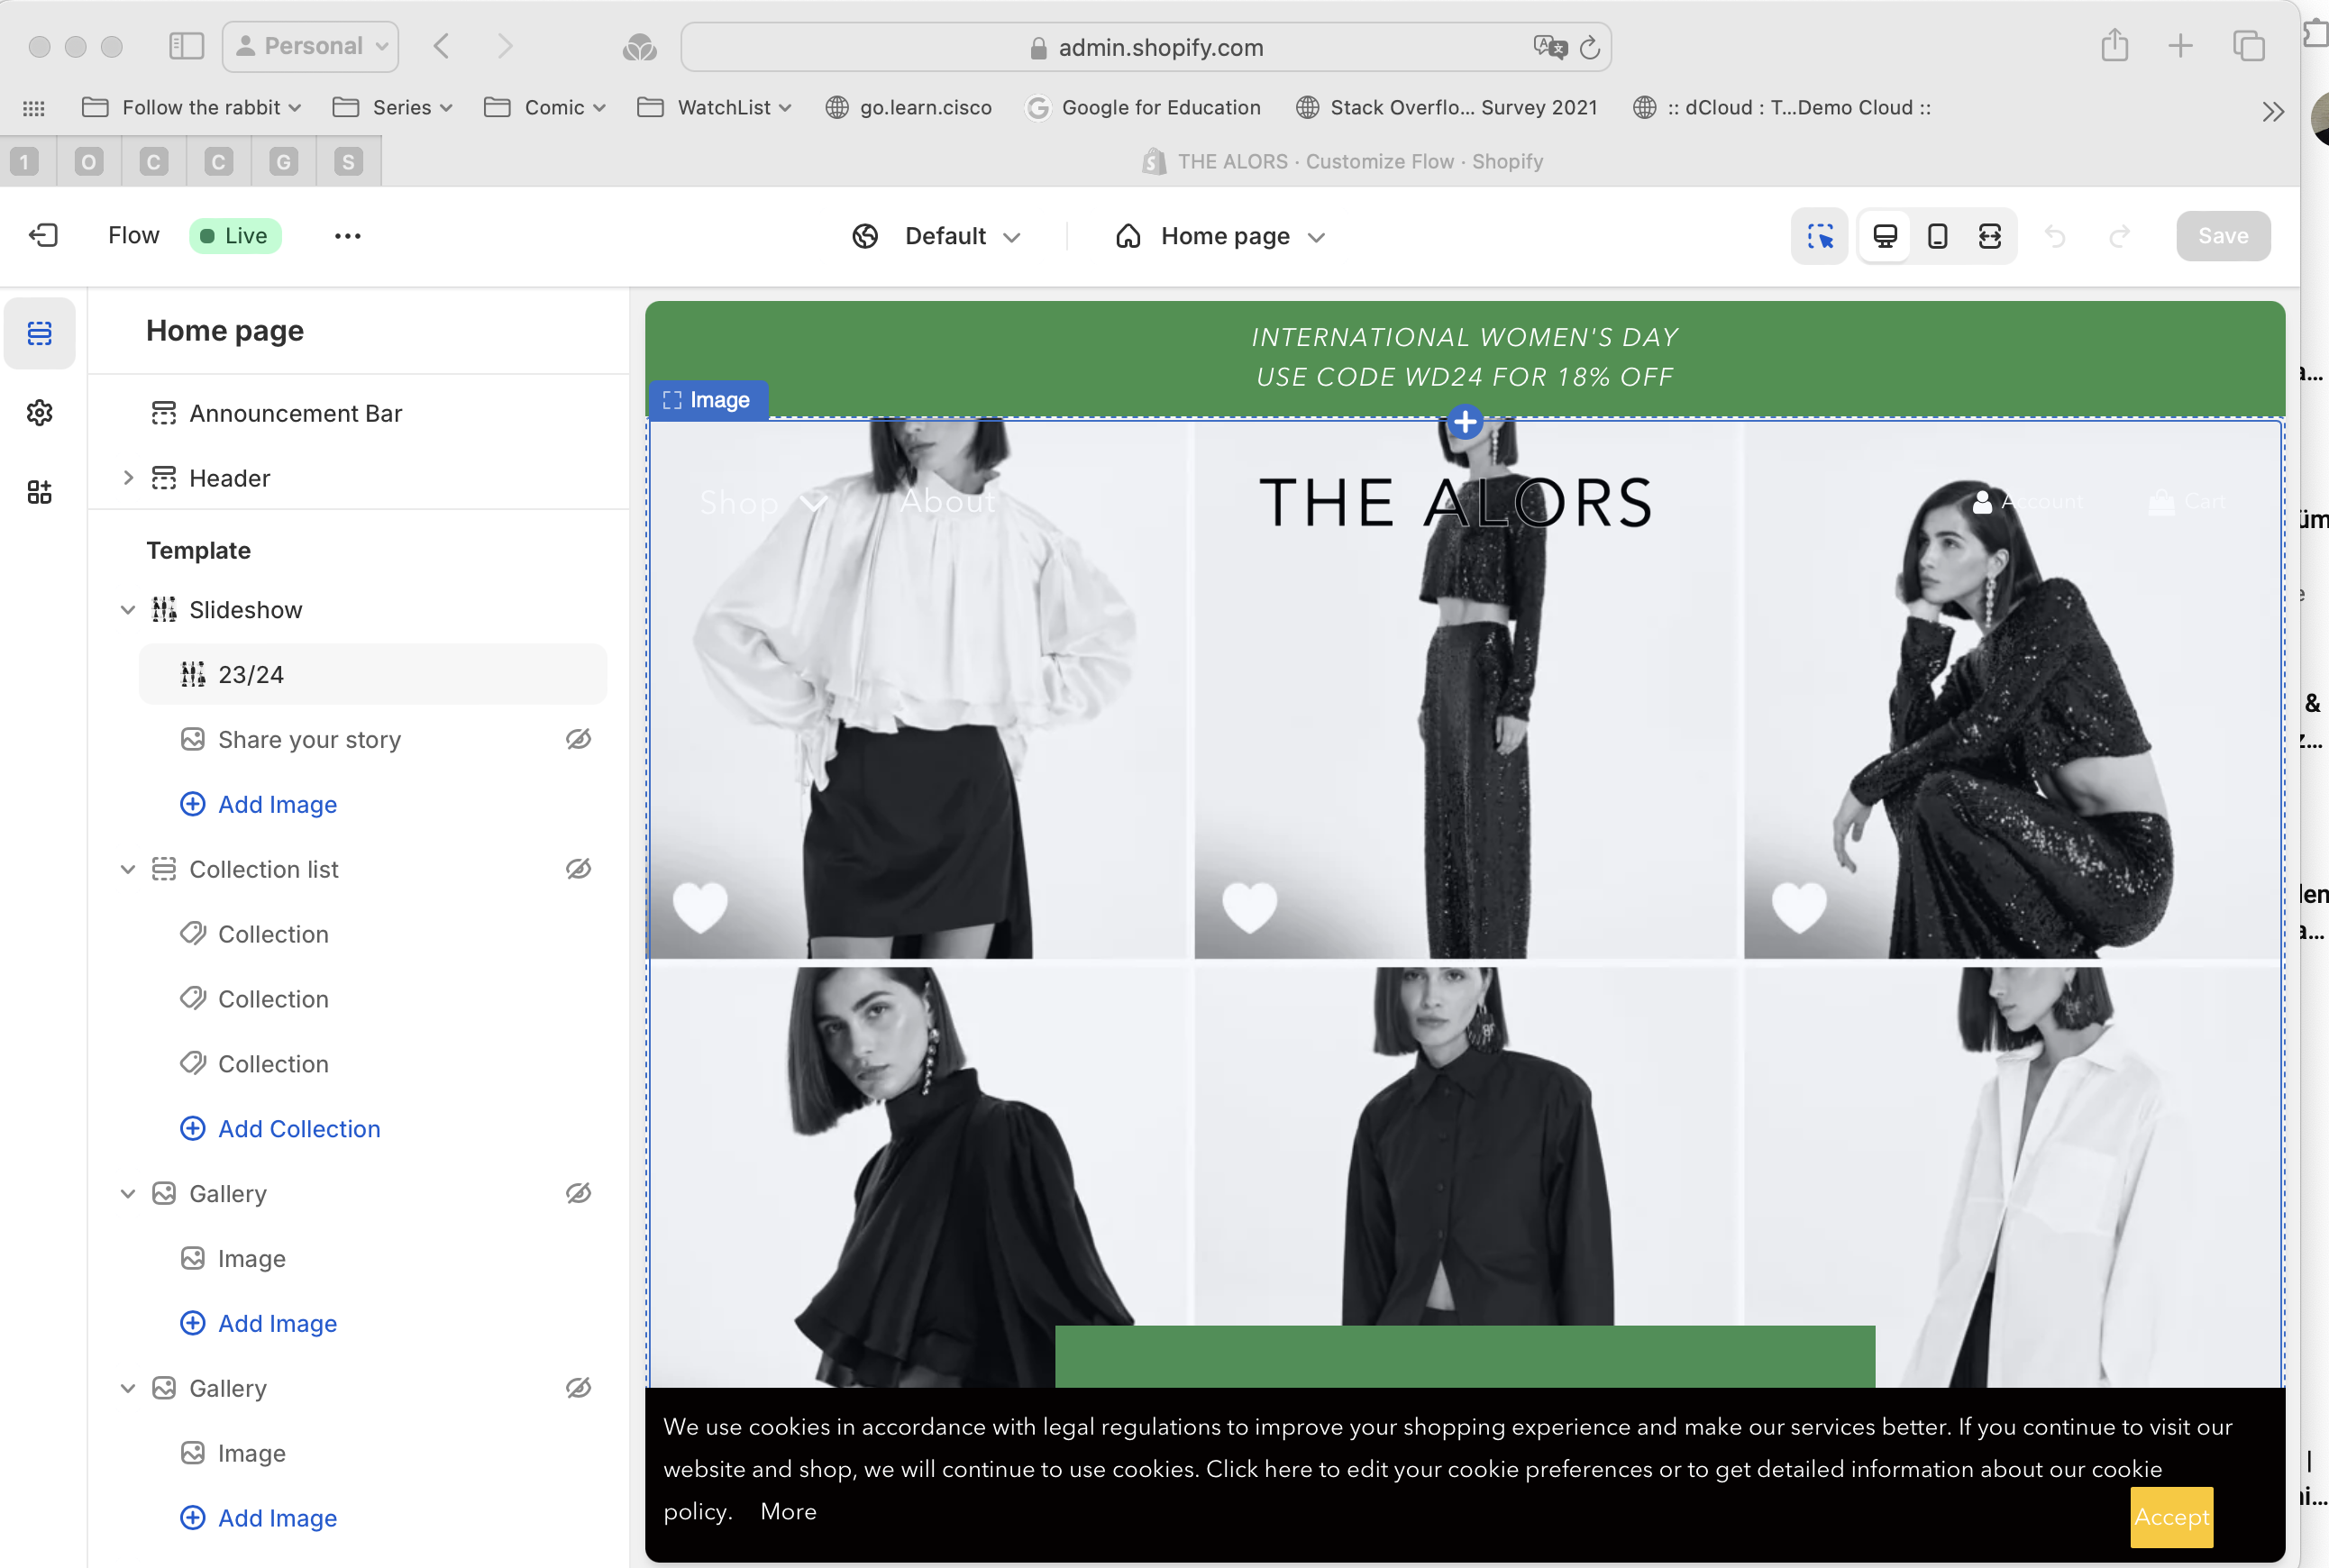 Personal
admin.shopify.com
Follow the rabbit
Series
Comic
WatchList
go.learn.cisco
Google for Education
Stack Overflo... Survey 2021
:: dCloud : T...Demo Cloud ::
1
O
C
C
G
S
THE ALORS · Customize Flow · Shopify
Flow
Live
Default
Home page
Save
Home page
Announcement Bar
Header
Template
Slideshow
23/24
Share your story
Add Image
Collection list
Collection
Collection
Collection
Add Collection
Gallery
Image
Add Image
Gallery
Image
Add Image
INTERNATIONAL WOMEN'S DAY
USE CODE WD24 FOR 18% OFF
Image
Shop
About
THE ALORS
Account
Cart
We use cookies in accordance with legal regulations to improve your shopping experience and make our services better. If you continue to visit our
website and shop, we will continue to use cookies. Click here to edit your cookie preferences or to get detailed information about our cookie
policy. More
Accept
&